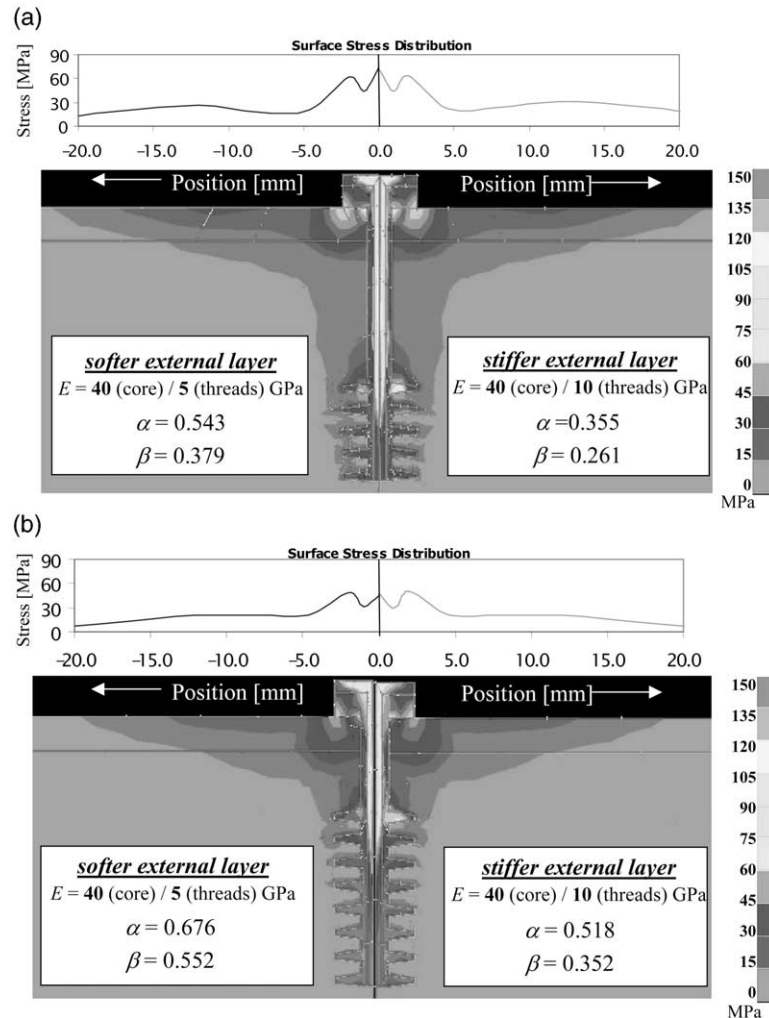 (a)
Surface Stress Distribution
Stress [MPa]
90
60
30
0
−20.0 −15.0 −10.0 −5.0 0.0 5.0 10.0 15.0 20.0
Position [mm] Position [mm]
150
135
120
105
90
75
60
45
30
15
0
MPa
softer external layer
E = 40 (core) / 5 (threads) GPa
α = 0.543
β = 0.379
stiffer external layer
E = 40 (core) / 10 (threads) GPa
α =0.355
β = 0.261
(b)
Surface Stress Distribution
Stress [MPa]
90
60
30
0
−20.0 −15.0 −10.0 −5.0 0.0 5.0 10.0 15.0 20.0
Position [mm] Position [mm]
150
135
120
105
90
75
60
45
30
15
0
MPa
softer external layer
E = 40 (core) / 5 (threads) GPa
α = 0.676
β = 0.552
stiffer external layer
E = 40 (core) / 10 (threads) GPa
α = 0.518
β = 0.352